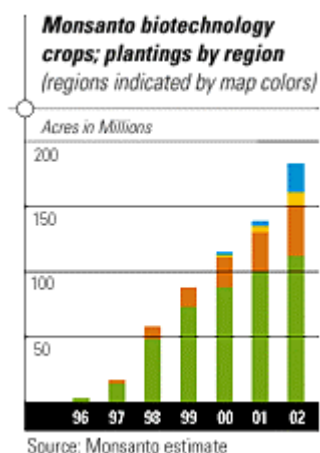 Monsanto biotechnology
crops; plantings by region
(regions indicated by map colors)
Acres in Millions
200
150
100
50
96 97 98 99 00 01 02
Source: Monsanto estimate